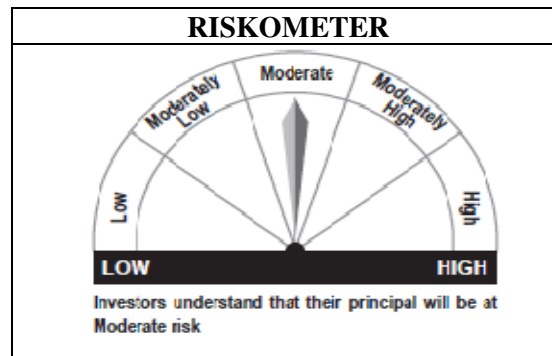 RISKOMETER
Moderately
Low
Moderate
Moderately
High
Low
High
LOW HIGH
Investors understand that their principal will be at
Moderate risk